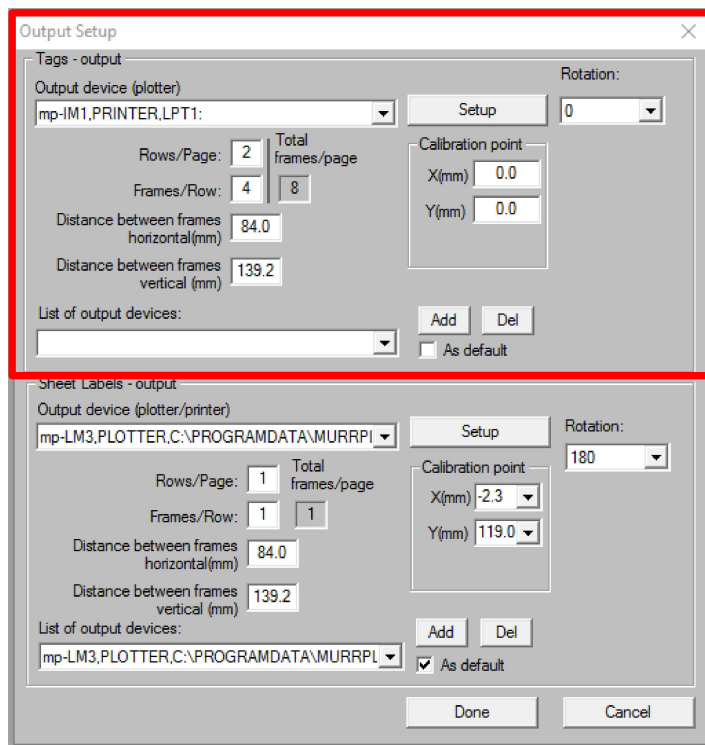 Output Setup
Tags - output
Rotation:
Output device (plotter)
mp-IM1,PRINTER,LPT1:
Setup
0
Rows/Page: 2
Total
frames/page
Frames/Row: 4
8
Calibration point
X(mm) 0.0
Y(mm) 0.0
Distance between frames
horizontal(mm) 84.0
Distance between frames
vertical (mm) 139.2
List of output devices:
Add
Del
As default
Sheet Labels - output
Output device (plotter/printer)
mp-LM3,PLOTTER,C:\PROGRAMDATA\MURRPI
Setup
Rotation:
180
Rows/Page: 1
Total
frames/page
Frames/Row: 1
1
Calibration point
X(mm) -2.3
Y(mm) 119.0
Distance between frames
horizontal(mm) 84.0
Distance between frames
vertical (mm) 139.2
List of output devices:
mp-LM3,PLOTTER,C:\PROGRAMDATA\MURRPL
Add
Del
As default
Done
Cancel